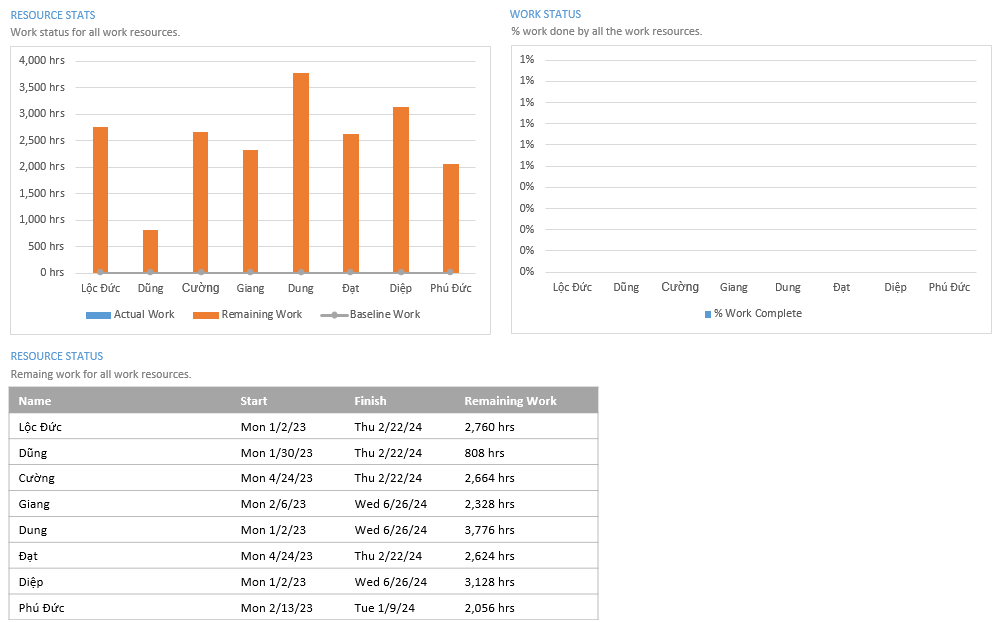 RESOURCE STATS
Work status for all work resources.
4,000 hrs
3,500 hrs
3,000 hrs
2,500 hrs
2,000 hrs
1,500 hrs
1,000 hrs
500 hrs
0 hrs
Lộc Đức Dũng Cường Giang Dung Đạt Diệp Phú Đức
Actual Work Remaining Work Baseline Work
WORK STATUS
% work done by all the work resources.
1%
1%
1%
1%
1%
1%
0%
0%
0%
0%
0%
Lộc Đức Dũng Cường Giang Dung Đạt Diệp Phú Đức
% Work Complete
RESOURCE STATUS
Remaing work for all work resources.
Name Start Finish Remaining Work
Lộc Đức Mon 1/2/23 Thu 2/22/24 2,760 hrs
Dũng Mon 1/30/23 Thu 2/22/24 808 hrs
Cường Mon 4/24/23 Thu 2/22/24 2,664 hrs
Giang Mon 2/6/23 Wed 6/26/24 2,328 hrs
Dung Mon 1/2/23 Wed 6/26/24 3,776 hrs
Đạt Mon 4/24/23 Thu 2/22/24 2,624 hrs
Diệp Mon 1/2/23 Wed 6/26/24 3,128 hrs
Phú Đức Mon 2/13/23 Tue 1/9/24 2,056 hrs